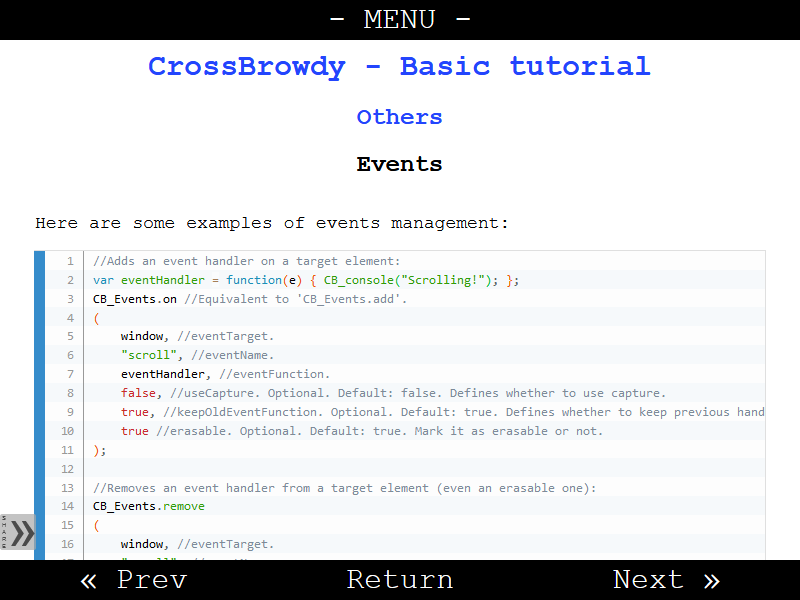 - MENU -
CrossBrowdy - Basic tutorial
Others
Events
Here are some examples of events management:
1 //Adds an event handler on a target element:
2 var eventHandler = function(e) { CB_console("Scrolling!"); };
3 CB_Events.on //Equivalent to 'CB_Events.add'.
4 (
5 window, //eventTarget.
6 "scroll", //eventName.
7 eventHandler, //eventFunction.
8 false, //useCapture. Optional. Default: false. Defines whether to use capture.
9 true, //keepOldEventFunction. Optional. Default: true. Defines whether to keep previous hand
10 true //erasable. Optional. Default: true. Mark it as erasable or not.
11 );
12
13 //Removes an event handler from a target element (even an erasable one):
14 CB_Events.remove
15 (
16 window, //eventTarget.
SHARE »
« Prev Return Next »